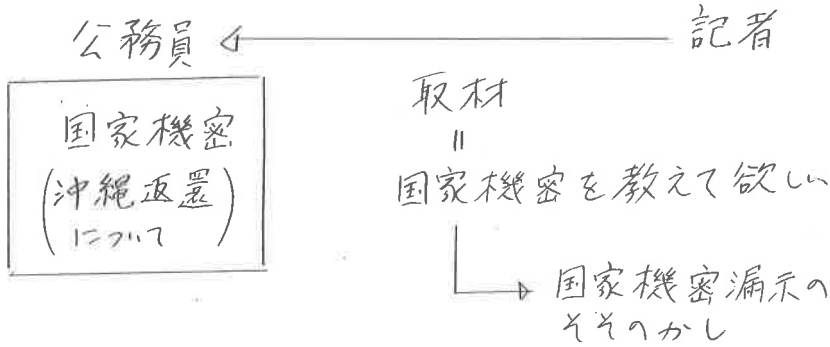 公務員
記者
国家機密
(沖縄返還
について)
取材
=
国家機密を教えて欲しい
国家機密漏示の
そそのかし